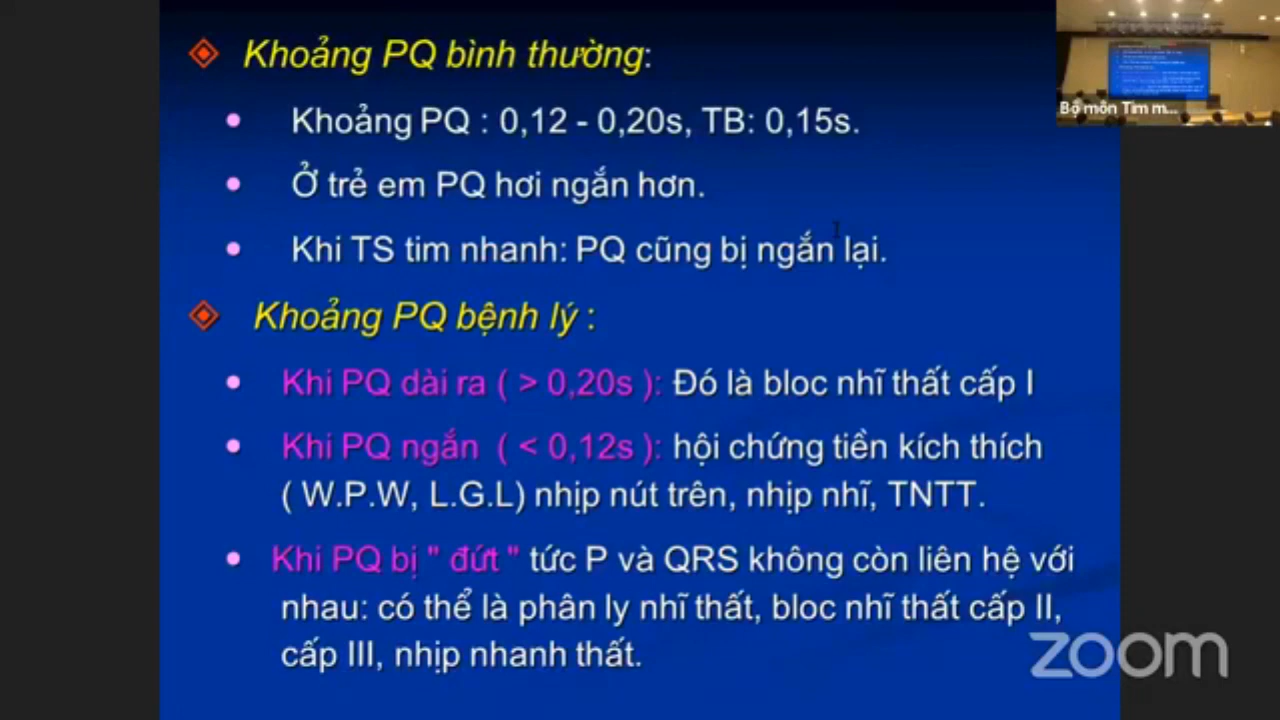 Khoảng PQ bình thường:
Khoảng PQ : 0,12 - 0,20s, TB: 0,15s.
Ở trẻ em PQ hơi ngắn hơn.
Khi TS tim nhanh: PQ cũng bị ngắn lại.
Khoảng PQ bệnh lý :
Khi PQ dài ra ( > 0,20s ): Đó là bloc nhĩ thất cấp I
Khi PQ ngắn ( < 0,12s ): hội chứng tiền kích thích
( W.P.W, L.G.L) nhịp nút trên, nhịp nhĩ, TNTT.
Khi PQ bị " đứt " tức P và QRS không còn liên hệ với
nhau: có thể là phân ly nhĩ thất, bloc nhĩ thất cấp II,
cấp III, nhịp nhanh thất.
Bộ môn Tim m...
zoom